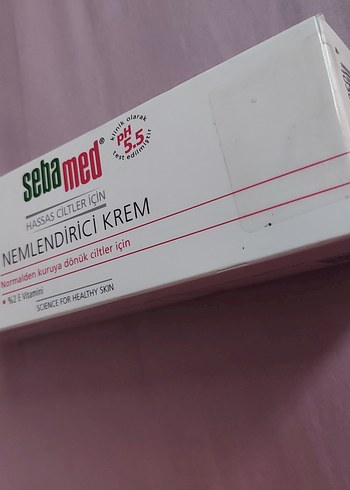 sebamed®
klinik olarak
PH
5.5
test edilmiştir
HASSAS CİLTLER İÇİN
NEMLENDİRİCİ KREM
Normalden kuruya dönük ciltler için
• %2 E Vitamini
SCIENCE FOR HEALTHY SKIN